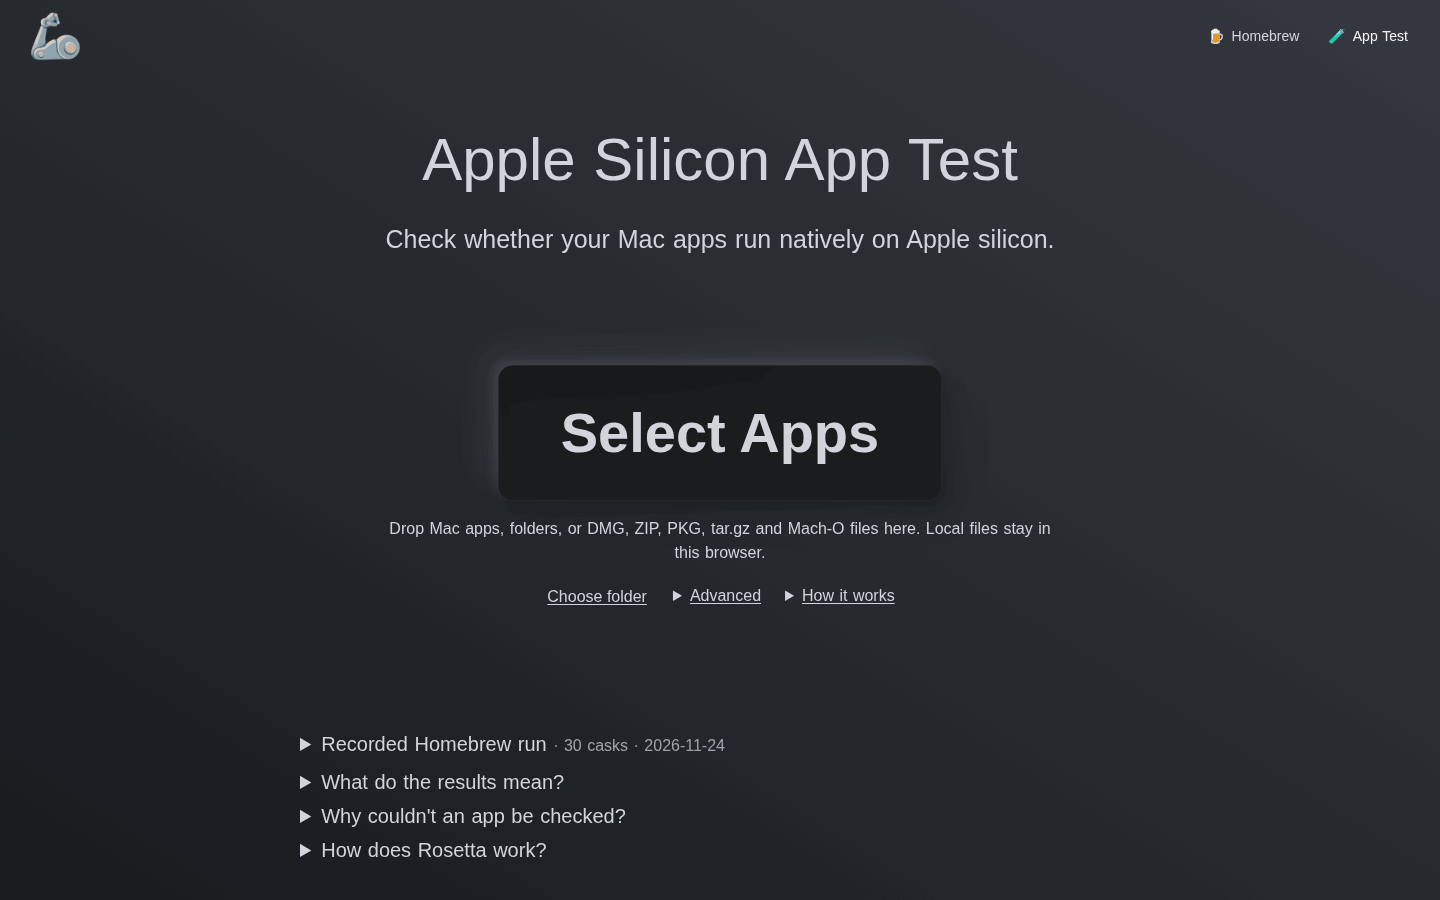 Homebrew
App Test
Apple Silicon App Test
Check whether your Mac apps run natively on Apple silicon.
Select Apps
Drop Mac apps, folders, or DMG, ZIP, PKG, tar.gz and Mach-O files here. Local files stay in
this browser.
Choose folder
Advanced
How it works
Recorded Homebrew run · 30 casks · 2026-11-24
What do the results mean?
Why couldn't an app be checked?
How does Rosetta work?